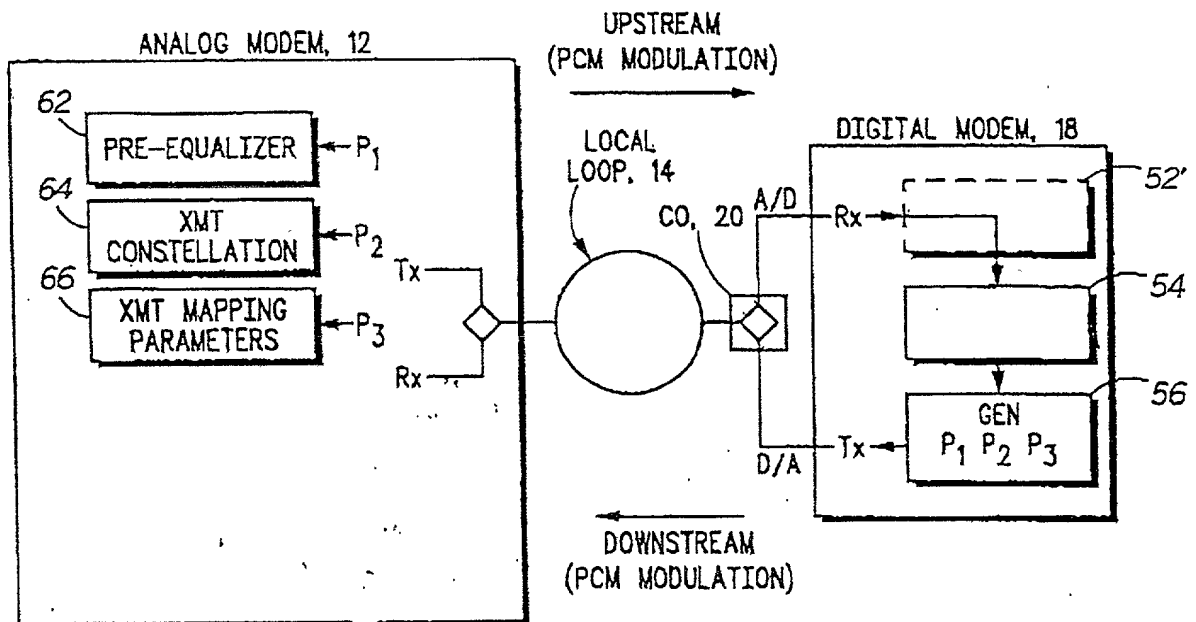 UPSTREAM
(PCM MODULATION)
ANALOG MODEM, 12
62
PRE-EQUALIZER
P1
64
XMT
CONSTELLATION
P2
66
XMT MAPPING
PARAMETERS
P3
Tx
Rx
LOCAL
LOOP, 14
CO, 20
A/D
D/A
DIGITAL MODEM, 18
Rx
52'
54
GEN
P1 P2 P3
56
Tx
DOWNSTREAM
(PCM MODULATION)